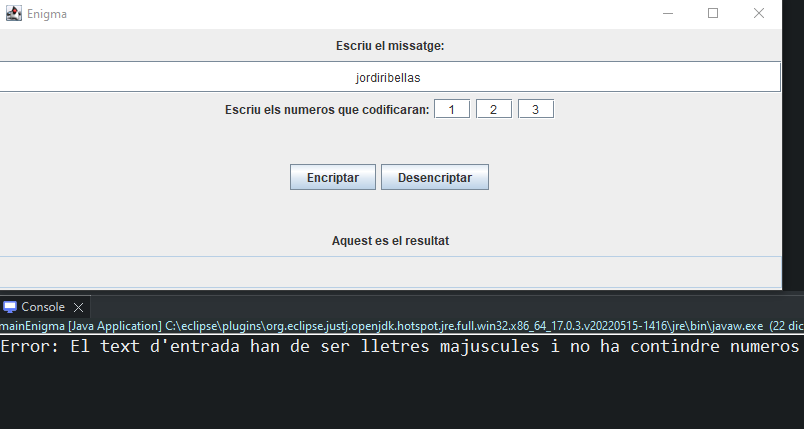 Enigma
Escriu el missatge:
jordiribellas
Escriu els numeros que codificaran: 1 2 3
Encriptar Desencriptar
Aquest es el resultat
Console
mainEnigma [Java Application] C:\eclipse\plugins\org.eclipse.justj.openjdk.hotspot.jre.full.win32.x86_64_17.0.3.v20220515-1416\jre\bin\javaw.exe (22 dic
Error: El text d'entrada han de ser lletres majuscules i no ha contindre numeros